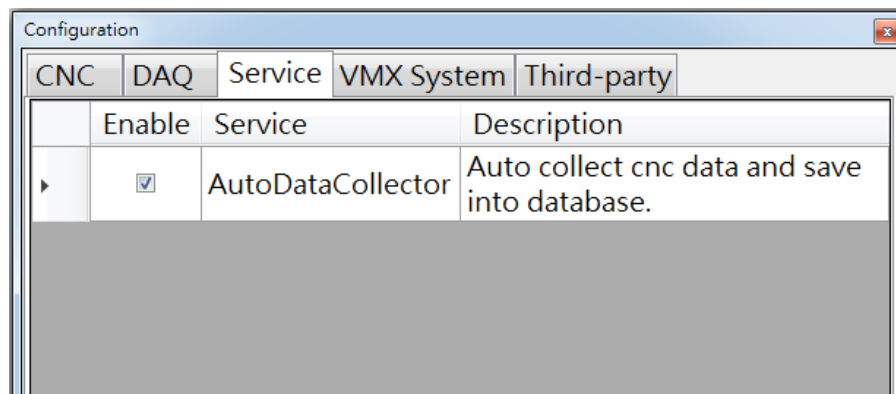 Configuration
CNC DAQ Service VMX System Third-party
Enable Service Description
AutoDataCollector Auto collect cnc data and save
into database.